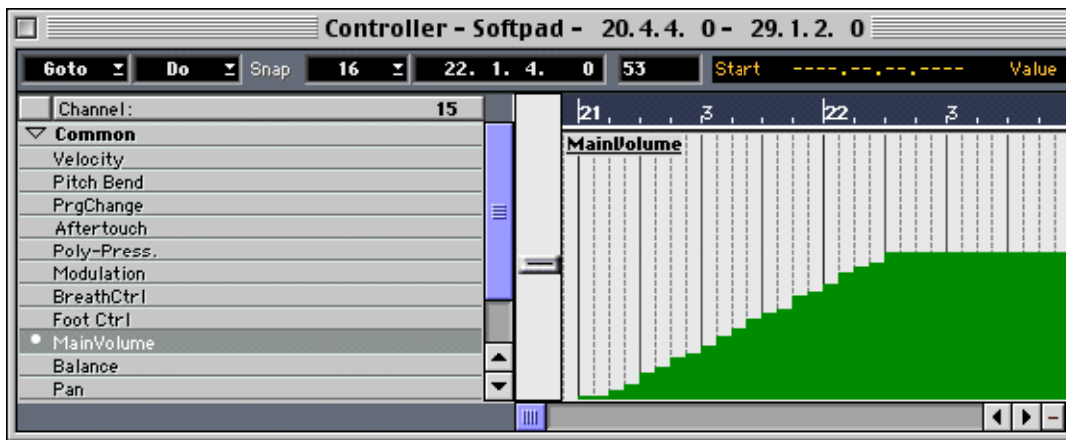 Controller - Softpad - 20. 4. 4. 0 - 29. 1. 2. 0
Goto Do Snap 16 22. 1. 4. 0 53 Start ----.--.--.---- Value
Channel: 15
21 3 22 3
Common
MainVolume
Velocity
Pitch Bend
PrgChange
Aftertouch
Poly-Press.
Modulation
BreathCtrl
Foot Ctrl
MainVolume
Balance
Pan